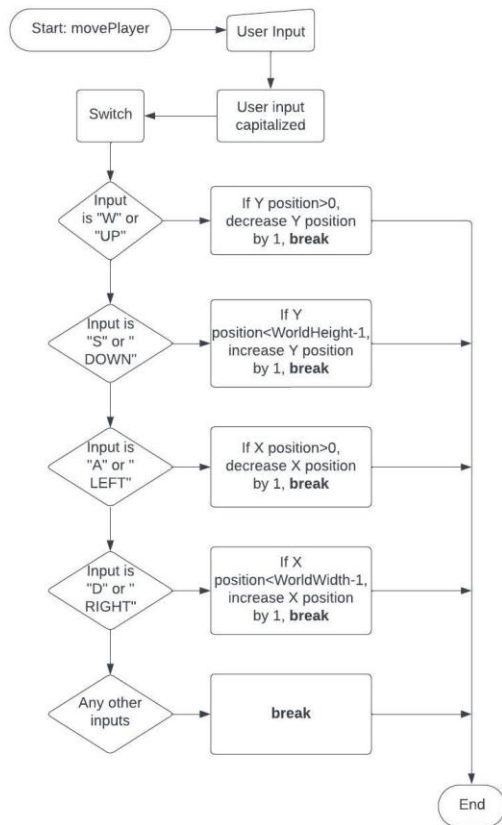 Start: movePlayer
User Input
User input
capitalized
Switch
Input
is "W" or
"UP"
If Y position>0,
decrease Y position
by 1, break
Input is
"S" or "
DOWN"
If Y
position<WorldHeight-1,
increase Y position
by 1, break
Input is
"A" or "
LEFT"
If X position>0,
decrease X position
by 1, break
Input is
"D" or "
RIGHT"
If X
position<WorldWidth-1,
increase X position
by 1, break
Any other
inputs
break
End